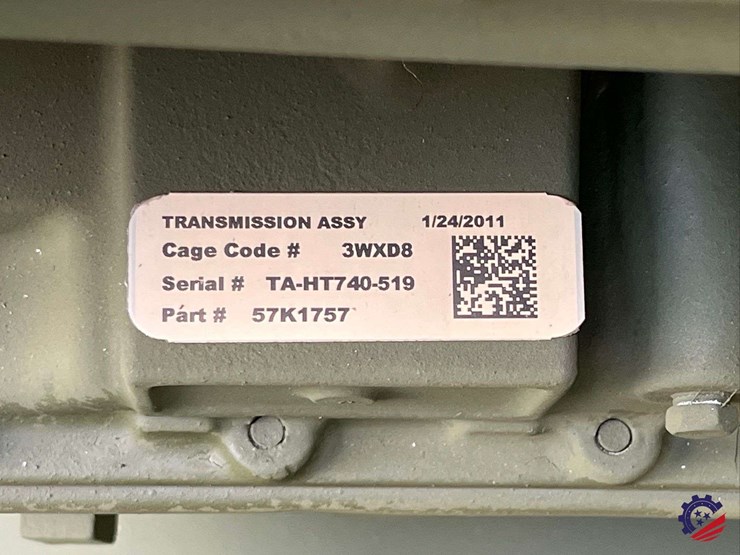 TRANSMISSION ASSY 1/24/2011
Cage Code # 3WXD8
Serial # TA-HT740-519
Part # 57K1757